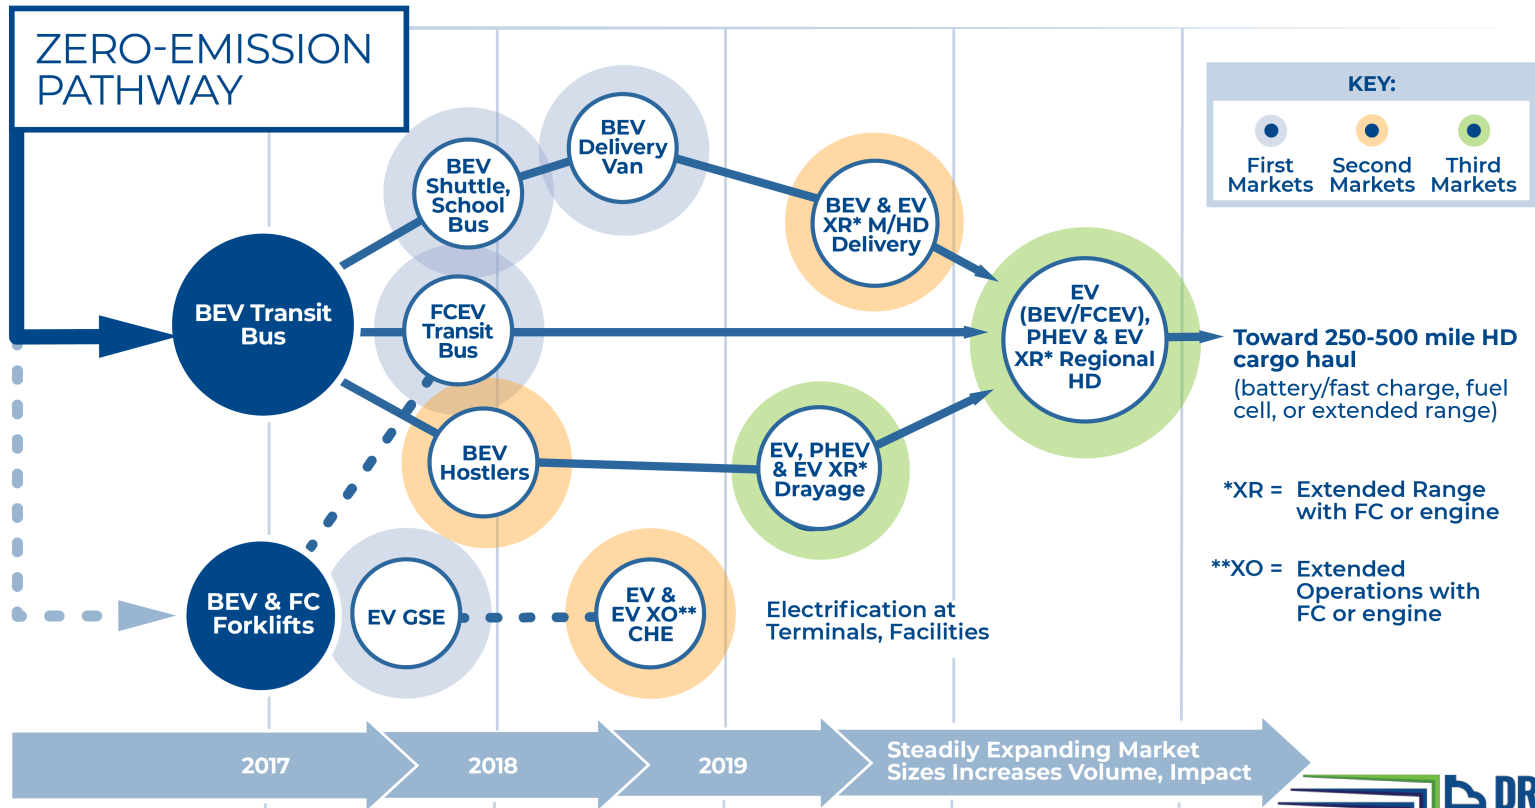 ZERO-EMISSION
PATHWAY
KEY:
First
Markets
Second
Markets
Third
Markets
BEV
Delivery
Van
BEV
Shuttle,
School
Bus
BEV & EV
XR* M/HD
Delivery
BEV Transit
Bus
FCEV
Transit
Bus
EV
(BEV/FCEV),
PHEV & EV
XR* Regional
HD
Toward 250-500 mile HD
cargo haul
(battery/fast charge, fuel
cell, or extended range)
BEV
Hostlers
EV, PHEV
& EV XR*
Drayage
*XR = Extended Range
with FC or engine
**XO = Extended
Operations with
FC or engine
BEV & FC
Forklifts
EV GSE
EV &
EV XO**
CHE
Electrification at
Terminals, Facilities
2017
2018
2019
Steadily Expanding Market
Sizes Increases Volume, Impact